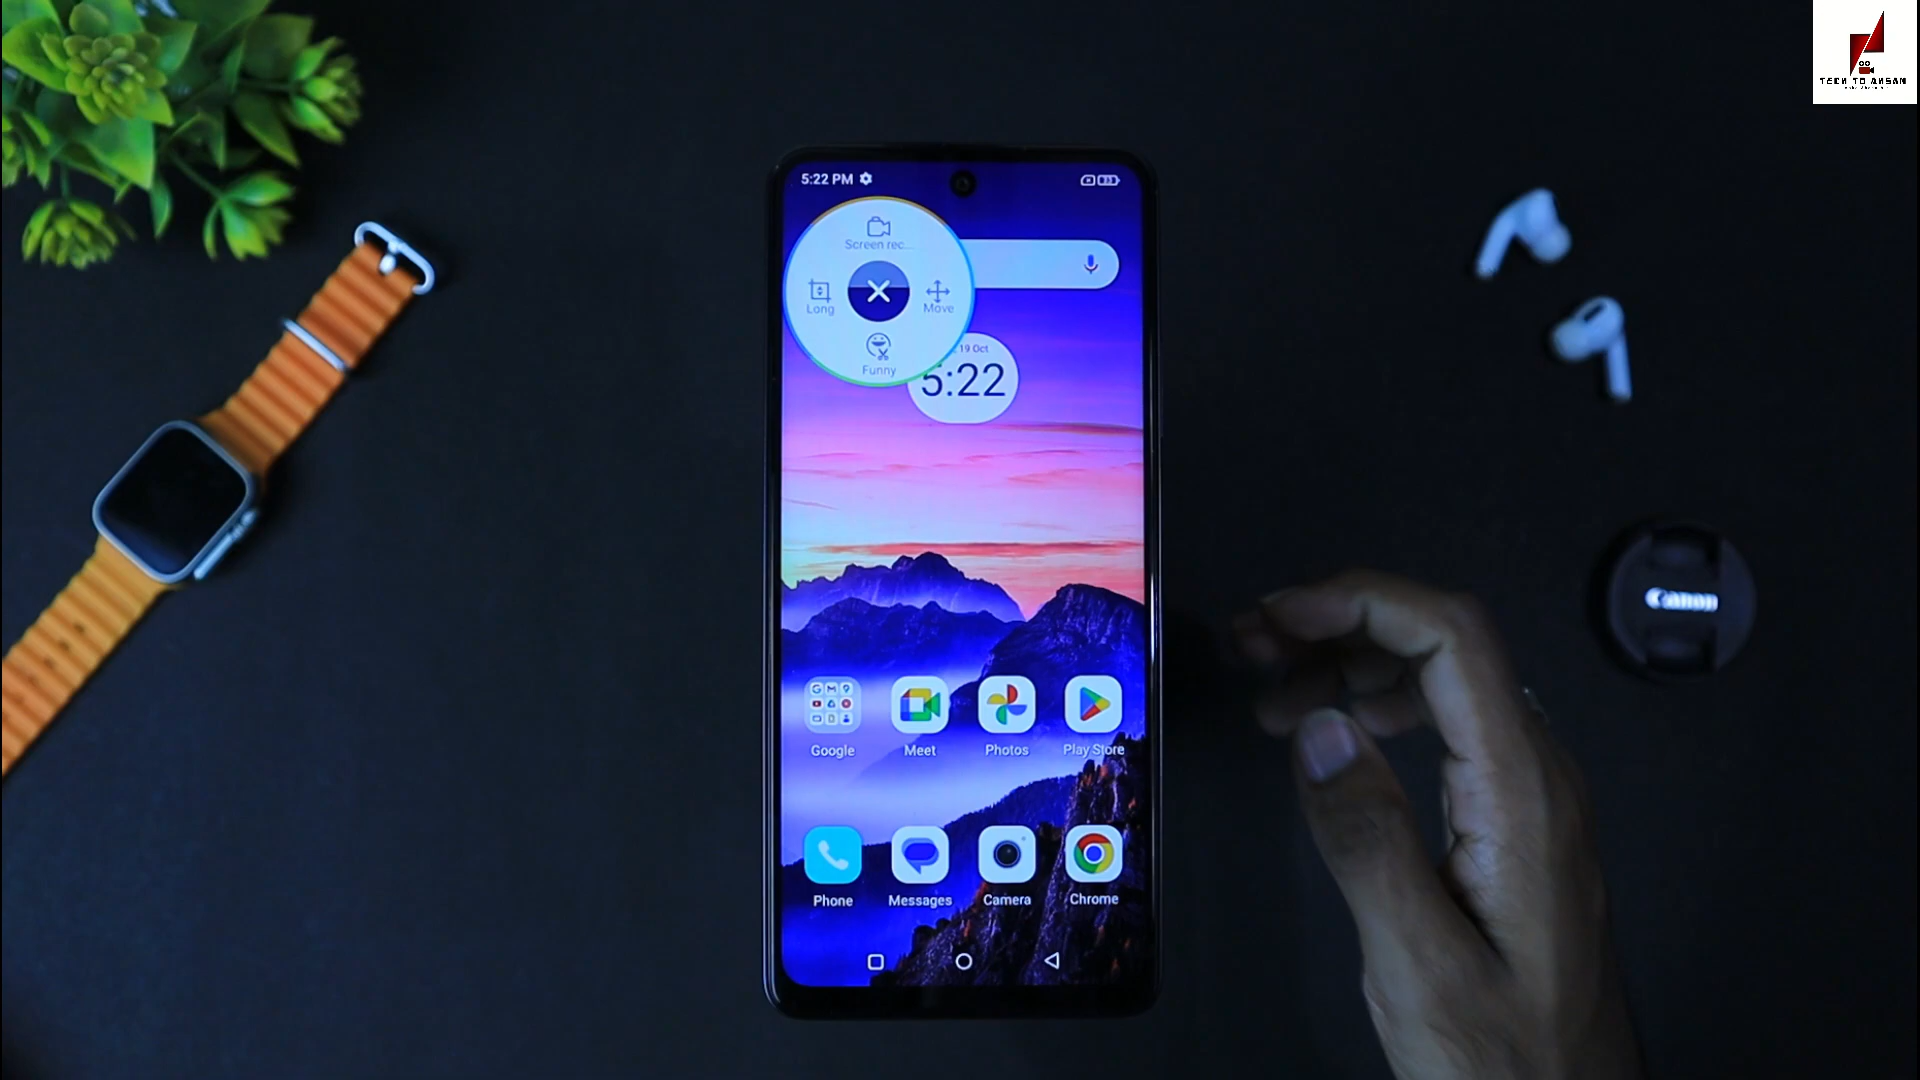 TECH TO AHSAN
5:22 PM
Screen rec...
Long
Move
Funny
19 Oct
5:22
Google
Meet
Photos
Play Store
Phone
Messages
Camera
Chrome
Canon